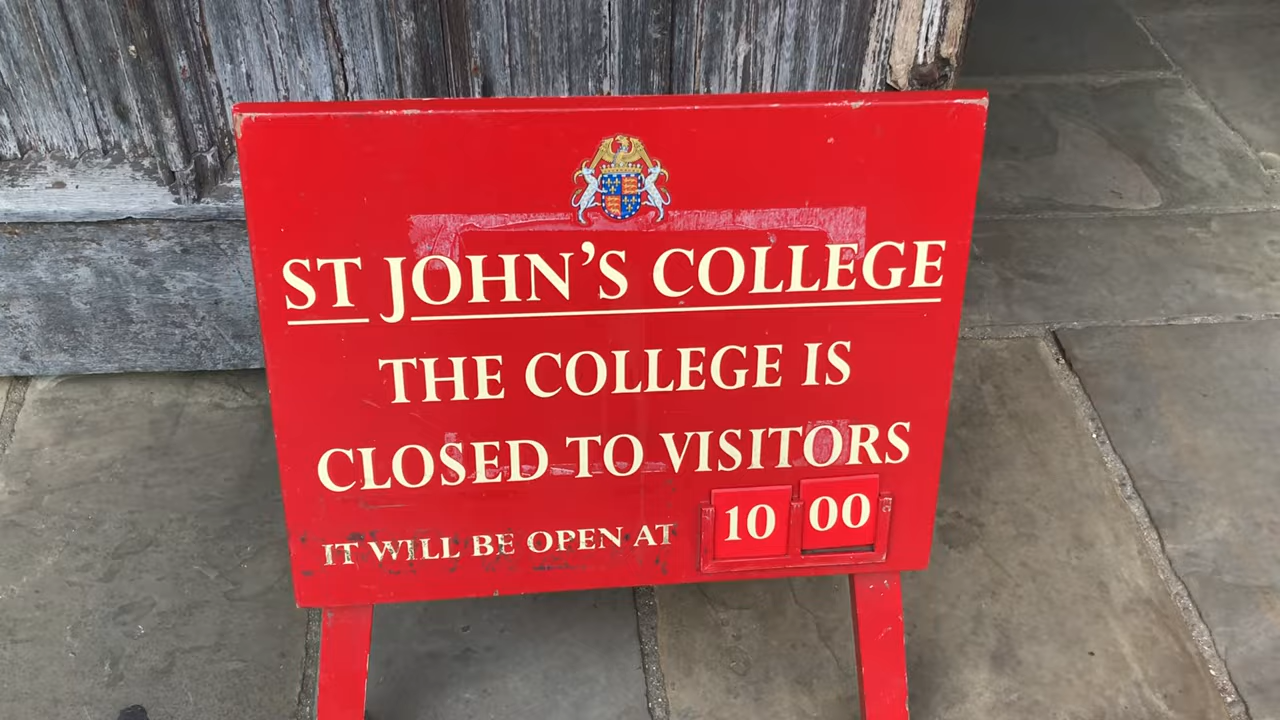 ST JOHN'S COLLEGE
THE COLLEGE IS
CLOSED TO VISITORS
IT WILL BE OPEN AT 10 00